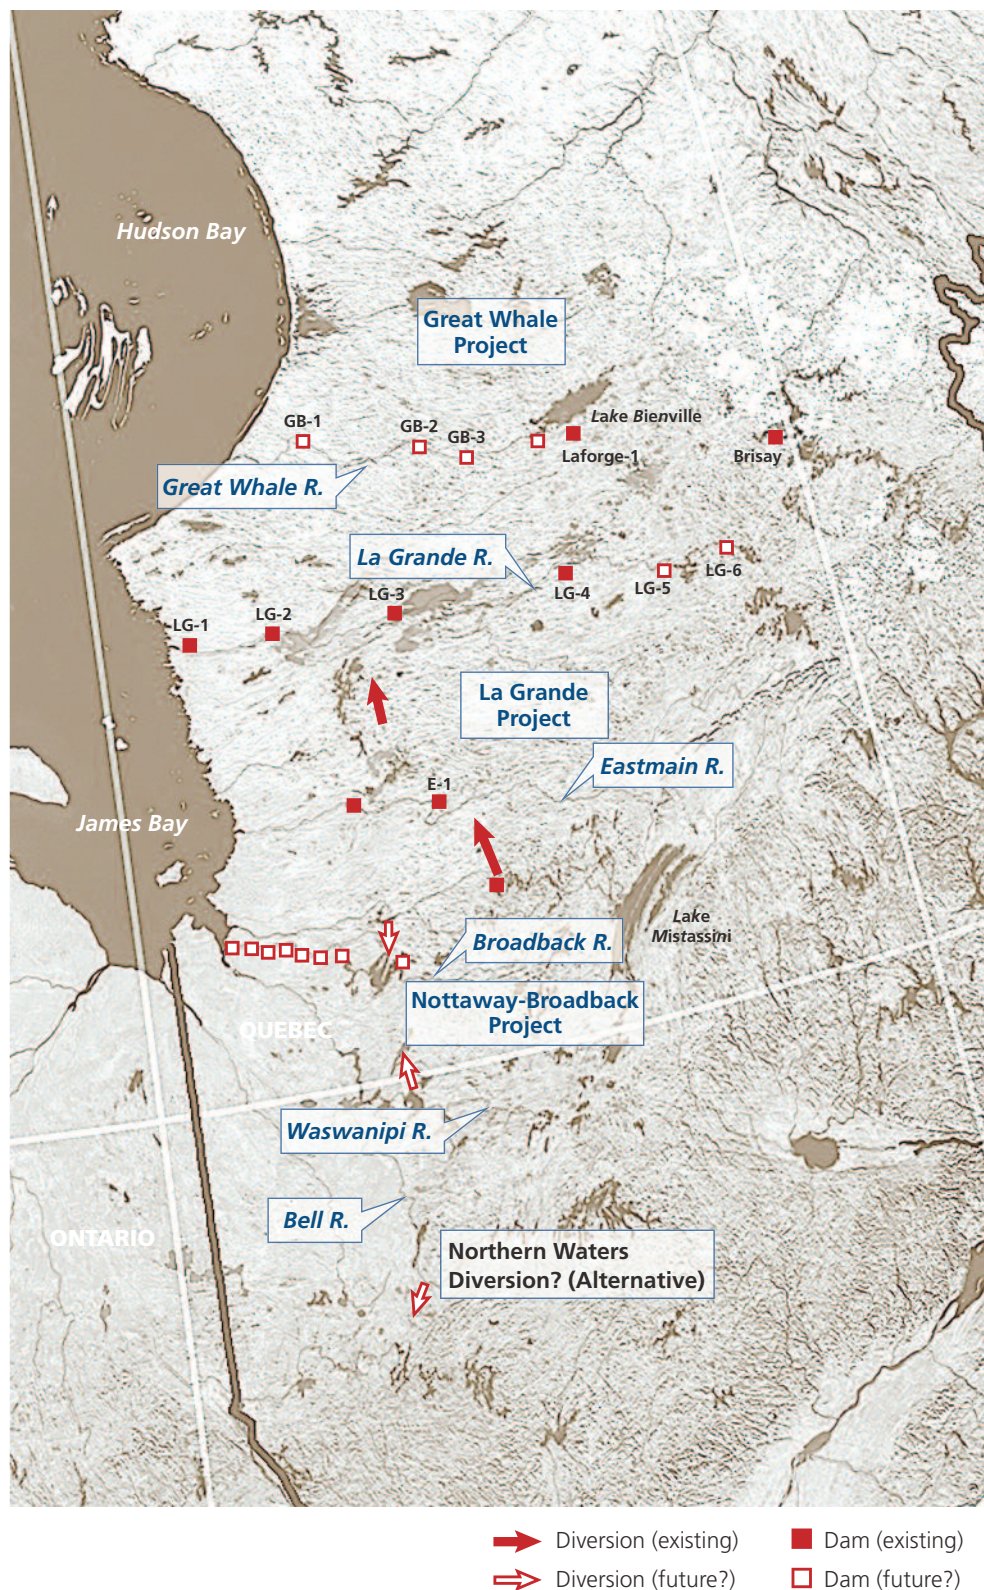 Hudson Bay
Great Whale
Project
GB-1
GB-2
GB-3
Lake Bienville
Laforge-1
Brisay
Great Whale R.
La Grande R.
LG-1
LG-2
LG-3
LG-4
LG-5
LG-6
La Grande
Project
Eastmain R.
E-1
James Bay
Lake
Mistassini
Broadback R.
Nottaway-Broadback
Project
QUEBEC
Waswanipi R.
Bell R.
ONTARIO
Northern Waters
Diversion? (Alternative)
Diversion (existing)
Dam (existing)
Diversion (future?)
Dam (future?)